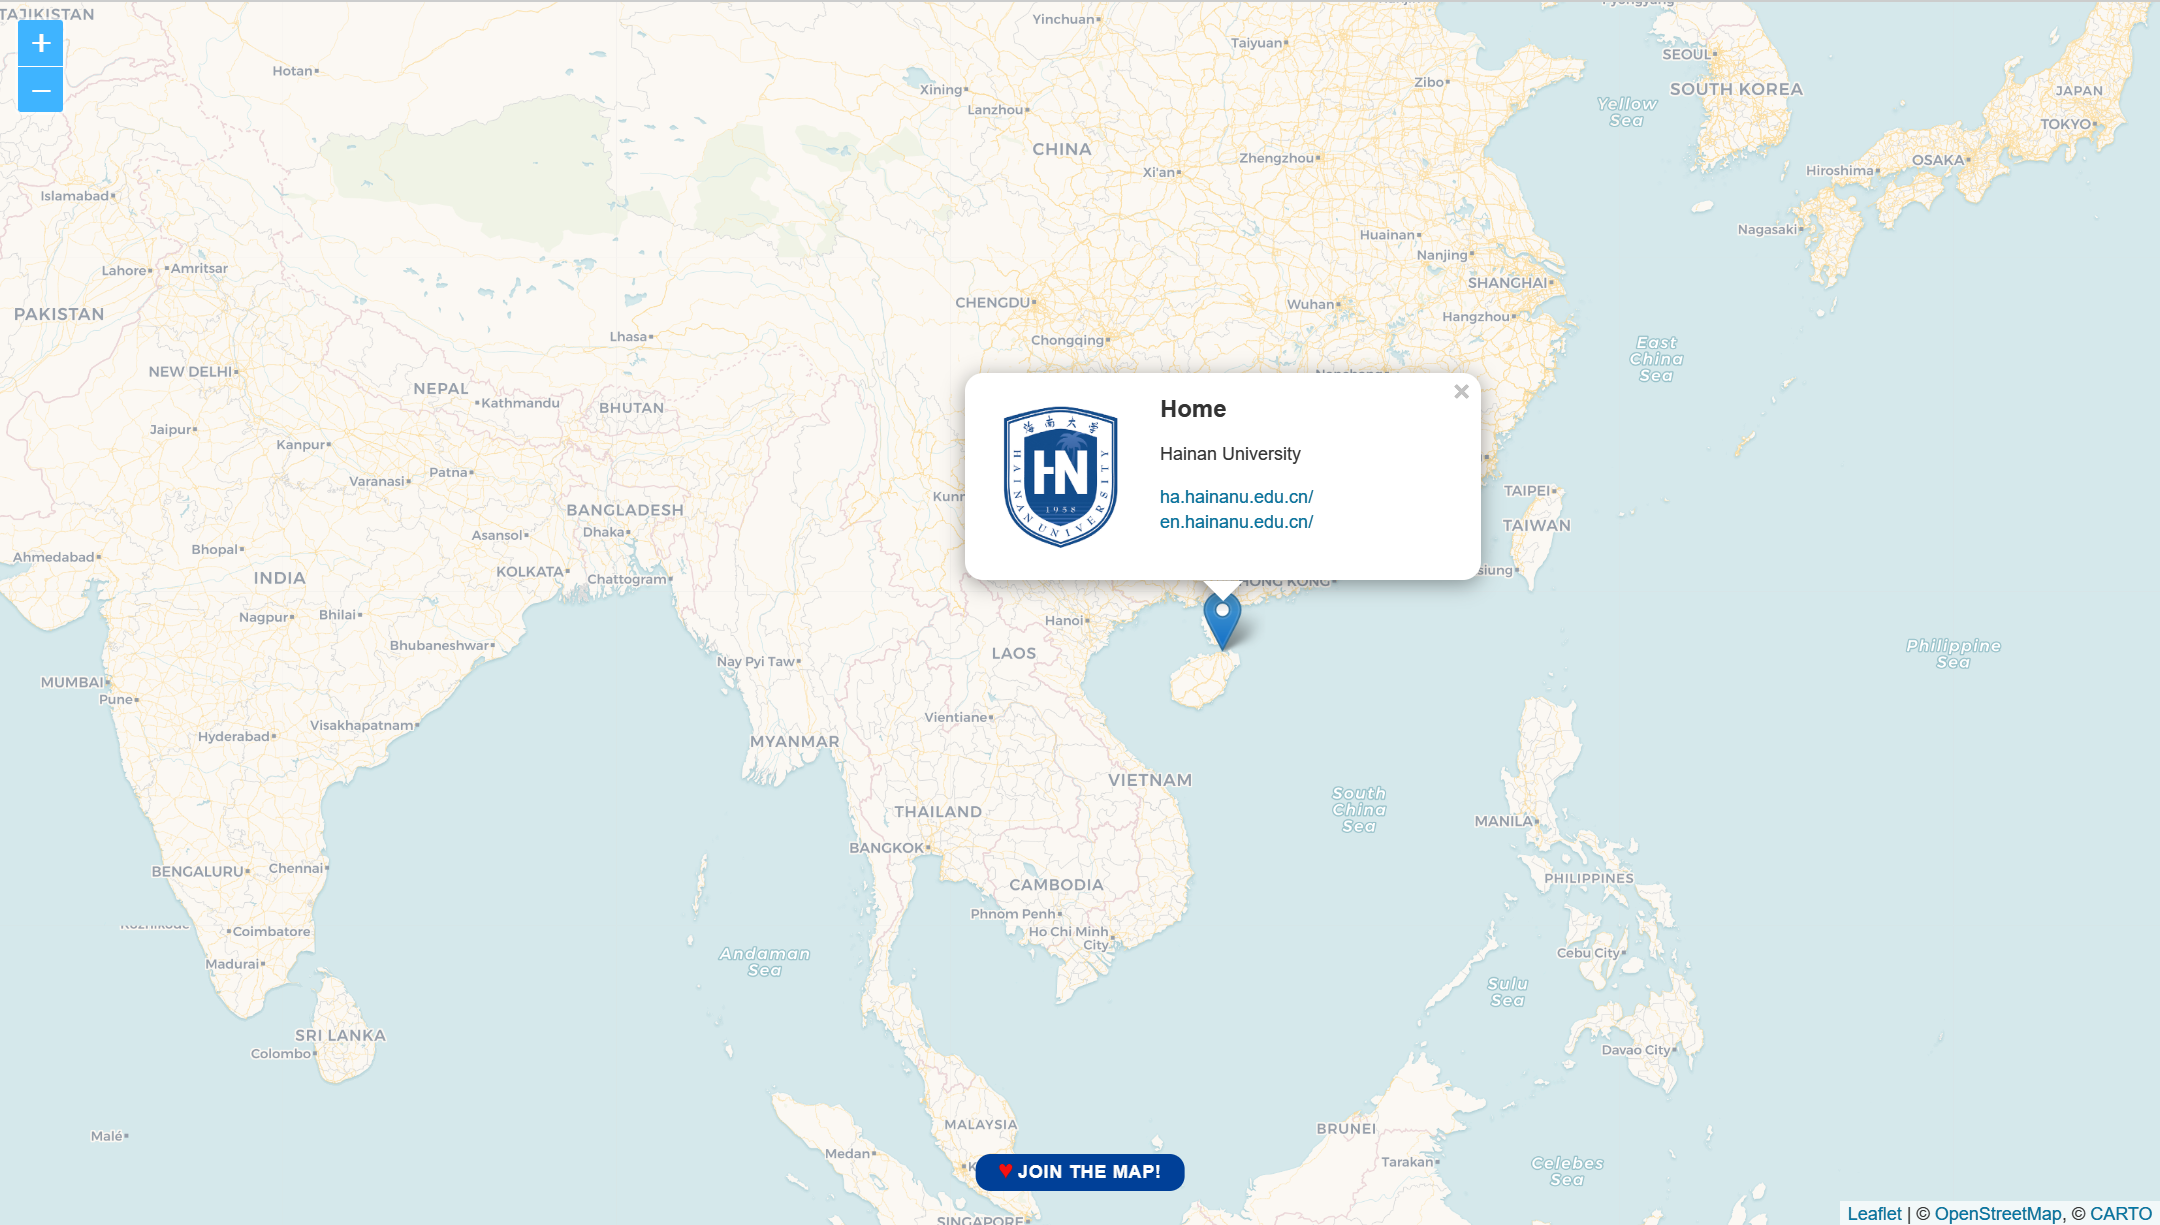 TAJIKISTAN
+
−
Yinchuan
Taiyuan
SEOUL
Hotan
Xining
Lanzhou
Zibo
SOUTH KOREA
JAPAN
Yellow
Sea
TOKYO
CHINA
Zhengzhou
Xi'an
OSAKA
Hiroshima
Islamabad
Nagasaki
Huainan
Nanjing
Lahore
Amritsar
SHANGHAI
PAKISTAN
CHENGDU
Wuhan
Hangzhou
Lhasa
Chongqing
East
China
Sea
NEW DELHI
NEPAL
Kathmandu
BHUTAN
Jaipur
Kanpur
Patna
Varanasi
×
Home
Hainan University
ha.hainanu.edu.cn/
en.hainanu.edu.cn/
海南大学
HAINAN UNIVERSITY
HN
1958
TAIPEI
TAIWAN
BANGLADESH
Dhaka
Asansol
Bhopal
Ahmedabad
KOLKATA
Chattogram
INDIA
HONG KONG
Nagpur
Bhilai
Hanoi
Bhubaneswar
LAOS
Nay Pyi Taw
Philippine
Sea
MUMBAI
Pune
Visakhapatnam
Vientiane
Hyderabad
MYANMAR
VIETNAM
South
China
Sea
THAILAND
MANILA
BANGKOK
BENGALURU
Chennai
CAMBODIA
PHILIPPINES
Phnom Penh
Ho Chi Minh
City
Kozhikode
Coimbatore
Madurai
Andaman
Sea
Cebu City
Sulu
Sea
SRI LANKA
Colombo
Davao City
MALAYSIA
BRUNEI
Malé
Medan
Tarakan
Celebes
Sea
♥ JOIN THE MAP!
SINGAPORE
Leaflet | © OpenStreetMap, © CARTO